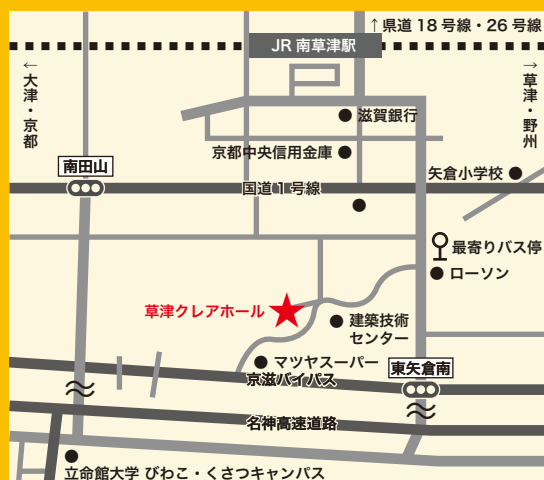 ↑県道18号線・26号線
JR 南草津駅
←大津・京都
→草津・野州
滋賀銀行
京都中央信用金庫
南田山
矢倉小学校
国道1号線
最寄りバス停
ローソン
草津クレアホール
建築技術
センター
マツヤスーパー
京滋バイパス
東矢倉南
名神高速道路
立命館大学 びわこ・くさつキャンパス